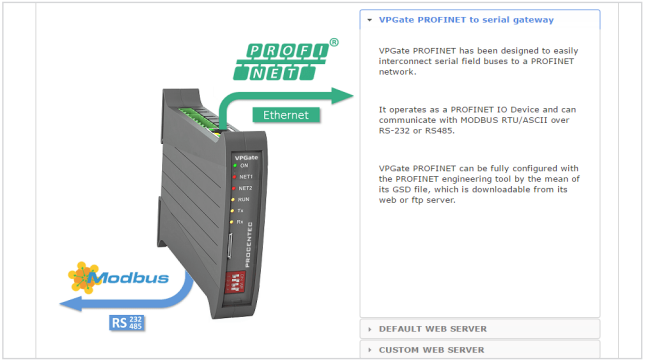 PROFI
NET
®
Ethernet
VPGate
ON
NET1
NET2
RUN
Tx
Rx
PROCENTEC
Modbus
RS 232
485
VPGate PROFINET to serial gateway
VPGate PROFINET has been designed to easily
interconnect serial field buses to a PROFINET
network.
It operates as a PROFINET IO Device and can
communicate with MODBUS RTU/ASCII over
RS-232 or RS485.
VPGate PROFINET can be fully configured with
the PROFINET engineering tool by the mean of
its GSD file, which is downloadable from its
web or ftp server.
DEFAULT WEB SERVER
CUSTOM WEB SERVER